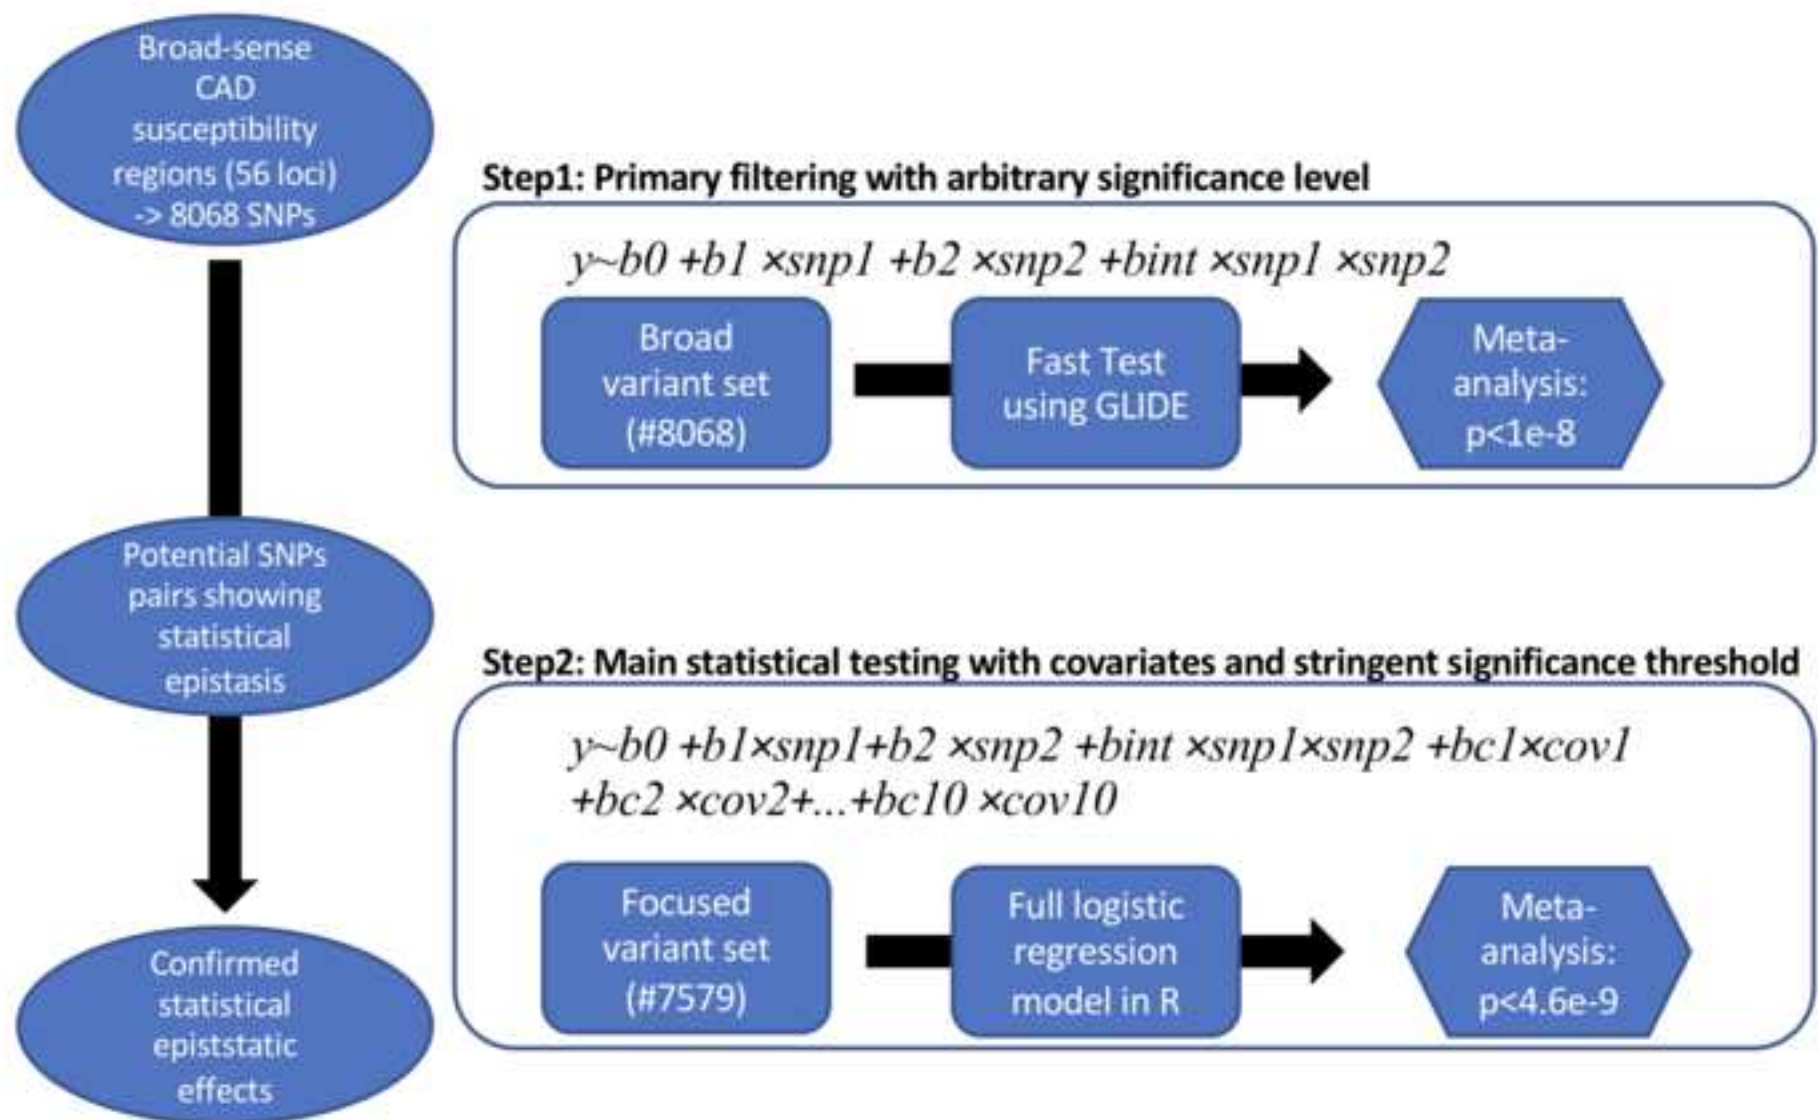 Broad-sense
CAD
susceptibility
regions (56 loci)
-> 8068 SNPs
Step1: Primary filtering with arbitrary significance level
y~b0 +b1 ×snp1 +b2 ×snp2 +bint ×snp1 ×snp2
Broad
variant set
(#8068)
Fast Test
using GLIDE
Meta-
analysis:
p<1e-8
Potential SNPs
pairs showing
statistical
epistasis
Step2: Main statistical testing with covariates and stringent significance threshold
y~b0 +b1×snp1+b2 ×snp2 +bint ×snp1×snp2 +bc1×cov1
+bc2 ×cov2+...+bc10 ×cov10
Focused
variant set
(#7579)
Full logistic
regression
model in R
Meta-
analysis:
p<4.6e-9
Confirmed
statistical
epiststatic
effects